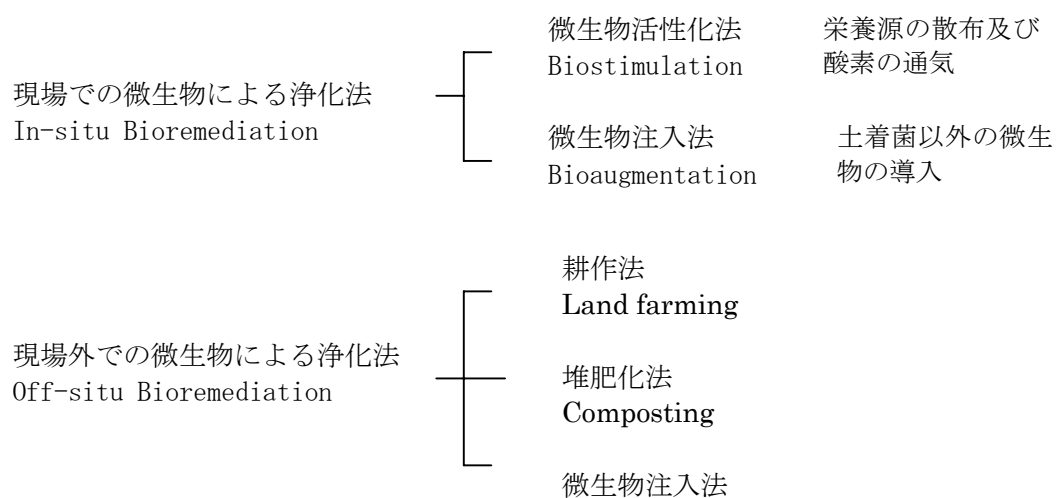 微生物活性化法
Biostimulation
栄養源の散布及び
酸素の通気
現場での微生物による浄化法
In-situ Bioremediation
微生物注入法
Bioaugmentation
土着菌以外の微生
物の導入
耕作法
Land farming
現場外での微生物による浄化法
Off-situ Bioremediation
堆肥化法
Composting
微生物注入法